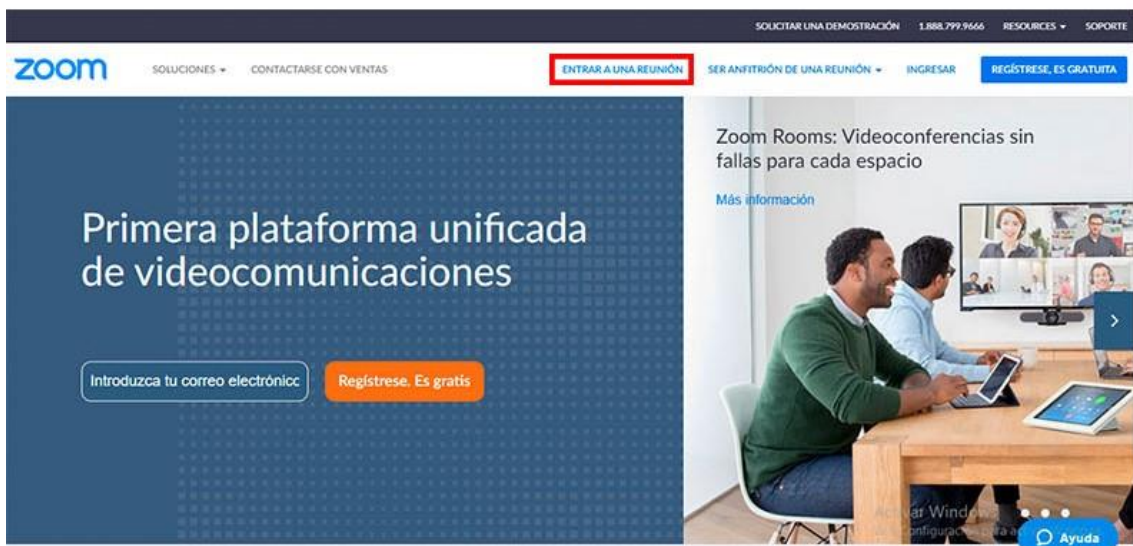 SOLICITAR UNA DEMOSTRACIÓN 1.888.799.9666 RESOURCES SOPORTE
zoom SOLUCIONES CONTACTARSE CON VENTAS ENTRAR A UNA REUNIÓN SER ANFITRIÓN DE UNA REUNIÓN INGRESAR REGÍSTRESE, ES GRATUITA
Primera plataforma unificada
de videocomunicaciones
Introduzca tu correo electrónicc Regístrese. Es gratis
Zoom Rooms: Videoconferencias sin
fallas para cada espacio
Más información
Windows
para
Ayuda